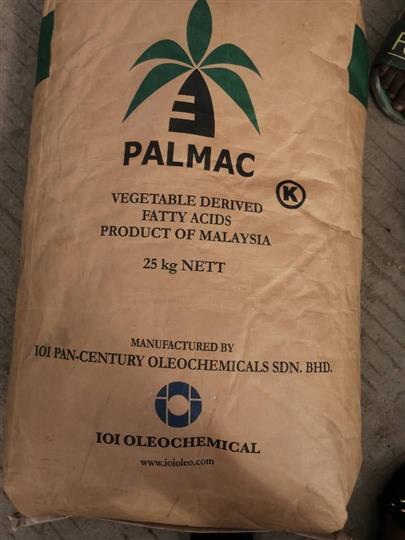 PALMAC
K
VEGETABLE DERIVED
FATTY ACIDS
PRODUCT OF MALAYSIA
25 kg NETT
MANUFACTURED BY
IOI PAN-CENTURY OLEOCHEMICALS SDN. BHD.
IOI OLEOCHEMICAL
www.ioioleo.com